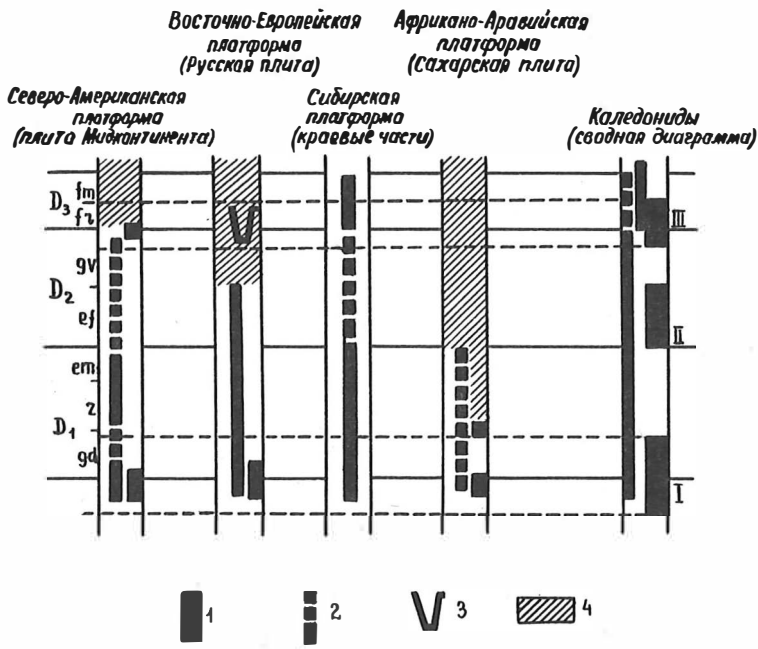 Восточно-Европейская
платформа
(Русская плита)
Африкано-Аравийская
платформа
(Сахарская плита)
Северо-Американская
платформа
(плита Мидконтинента)
Сибирская
платформа
(краевые части)
Каледониды
(сводная диаграмма)
D3 fm
fr
D2 gv
ef
em
D1 z
gd
III
II
I
1
2
3
4